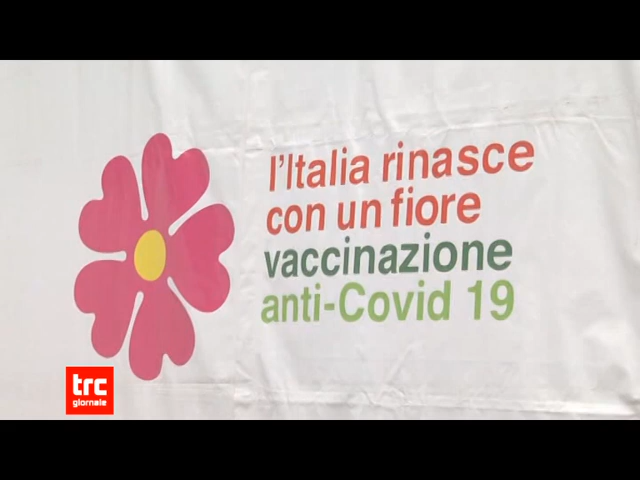 l'Italia rinasce
con un fiore
vaccinazione
anti-Covid 19
trc
giornale